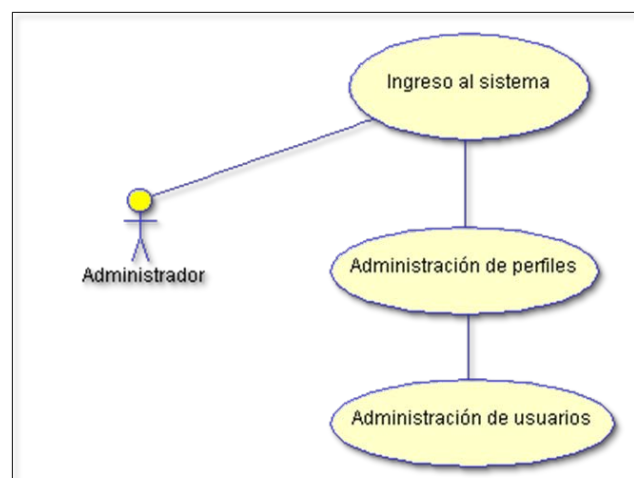 Ingreso al sistema
Administrador
Administración de perfiles
Administración de usuarios